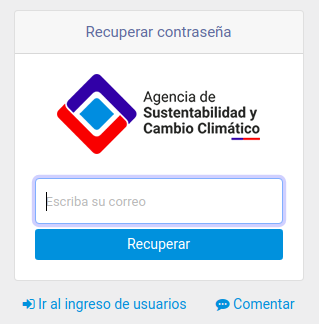 Recuperar contraseña
Agencia de
Sustentabilidad y
Cambio Climático
Escriba su correo
Recuperar
Ir al ingreso de usuarios
Comentar